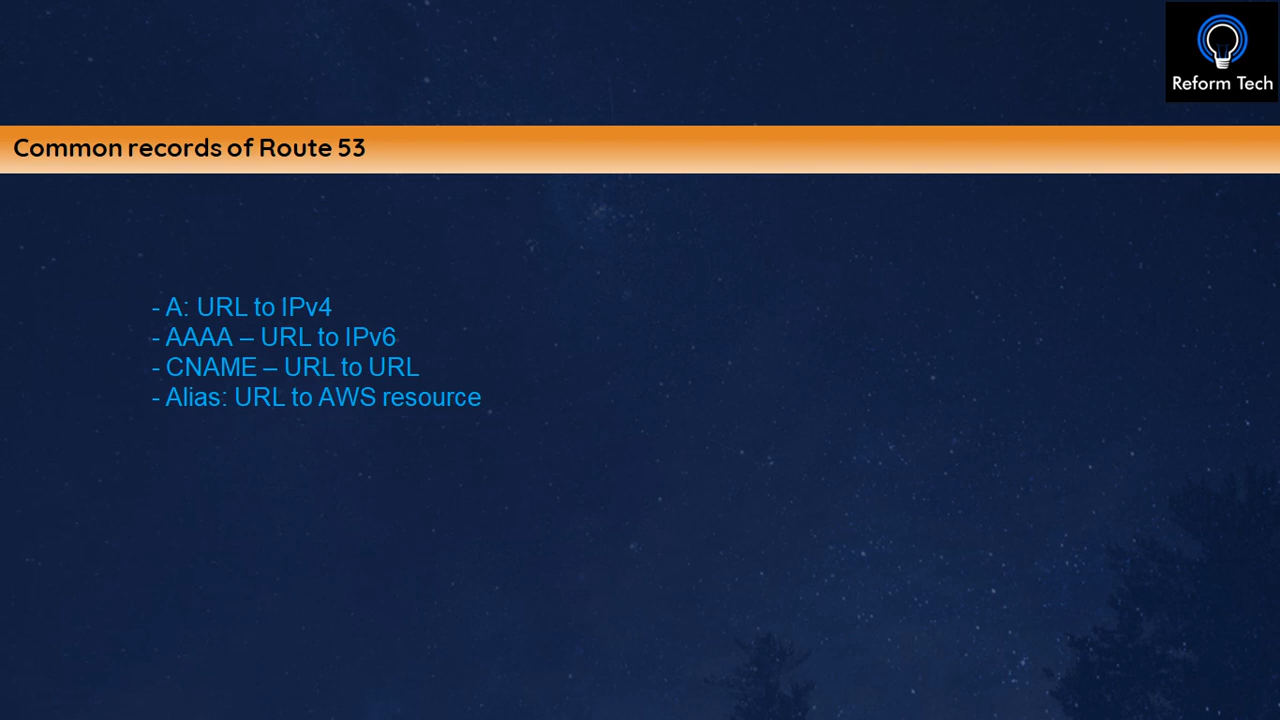 Reform Tech
Common records of Route 53
- A: URL to IPv4
- AAAA – URL to IPv6
- CNAME – URL to URL
- Alias: URL to AWS resource